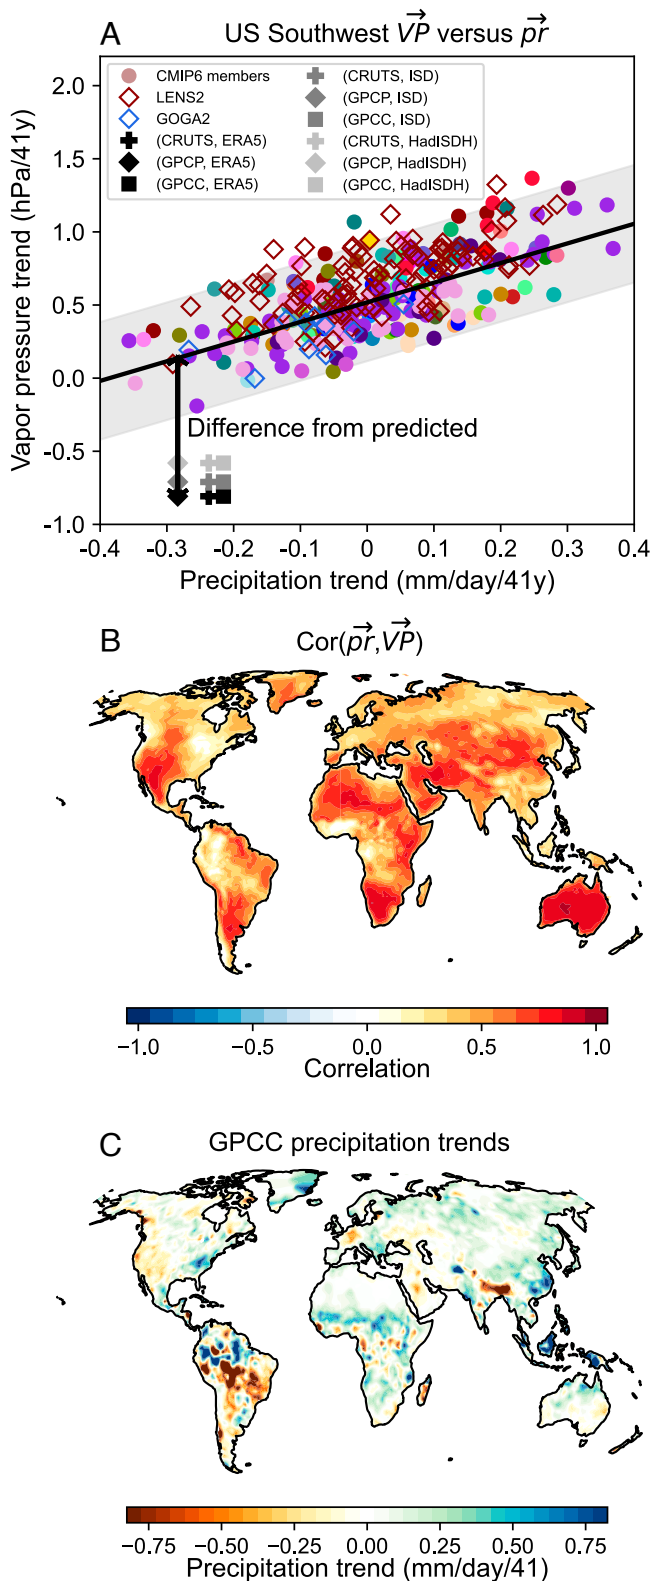 A
US Southwest VP versus pr
CMIP6 members
LENS2
GOGA2
(CRUTS, ERA5)
(GPCP, ERA5)
(GPCC, ERA5)
(CRUTS, ISD)
(GPCP, ISD)
(GPCC, ISD)
(CRUTS, HadISDH)
(GPCP, HadISDH)
(GPCC, HadISDH)
Vapor pressure trend (hPa/41y)
2.0
1.5
1.0
0.5
0.0
-0.5
-1.0
Difference from predicted
-0.4 -0.3 -0.2 -0.1 0 0.1 0.2 0.3 0.4
Precipitation trend (mm/day/41y)
B
Cor(pr,VP)
−1.0 −0.5 0.0 0.5 1.0
Correlation
C
GPCC precipitation trends
−0.75 −0.50 −0.25 0.00 0.25 0.50 0.75
Precipitation trend (mm/day/41)